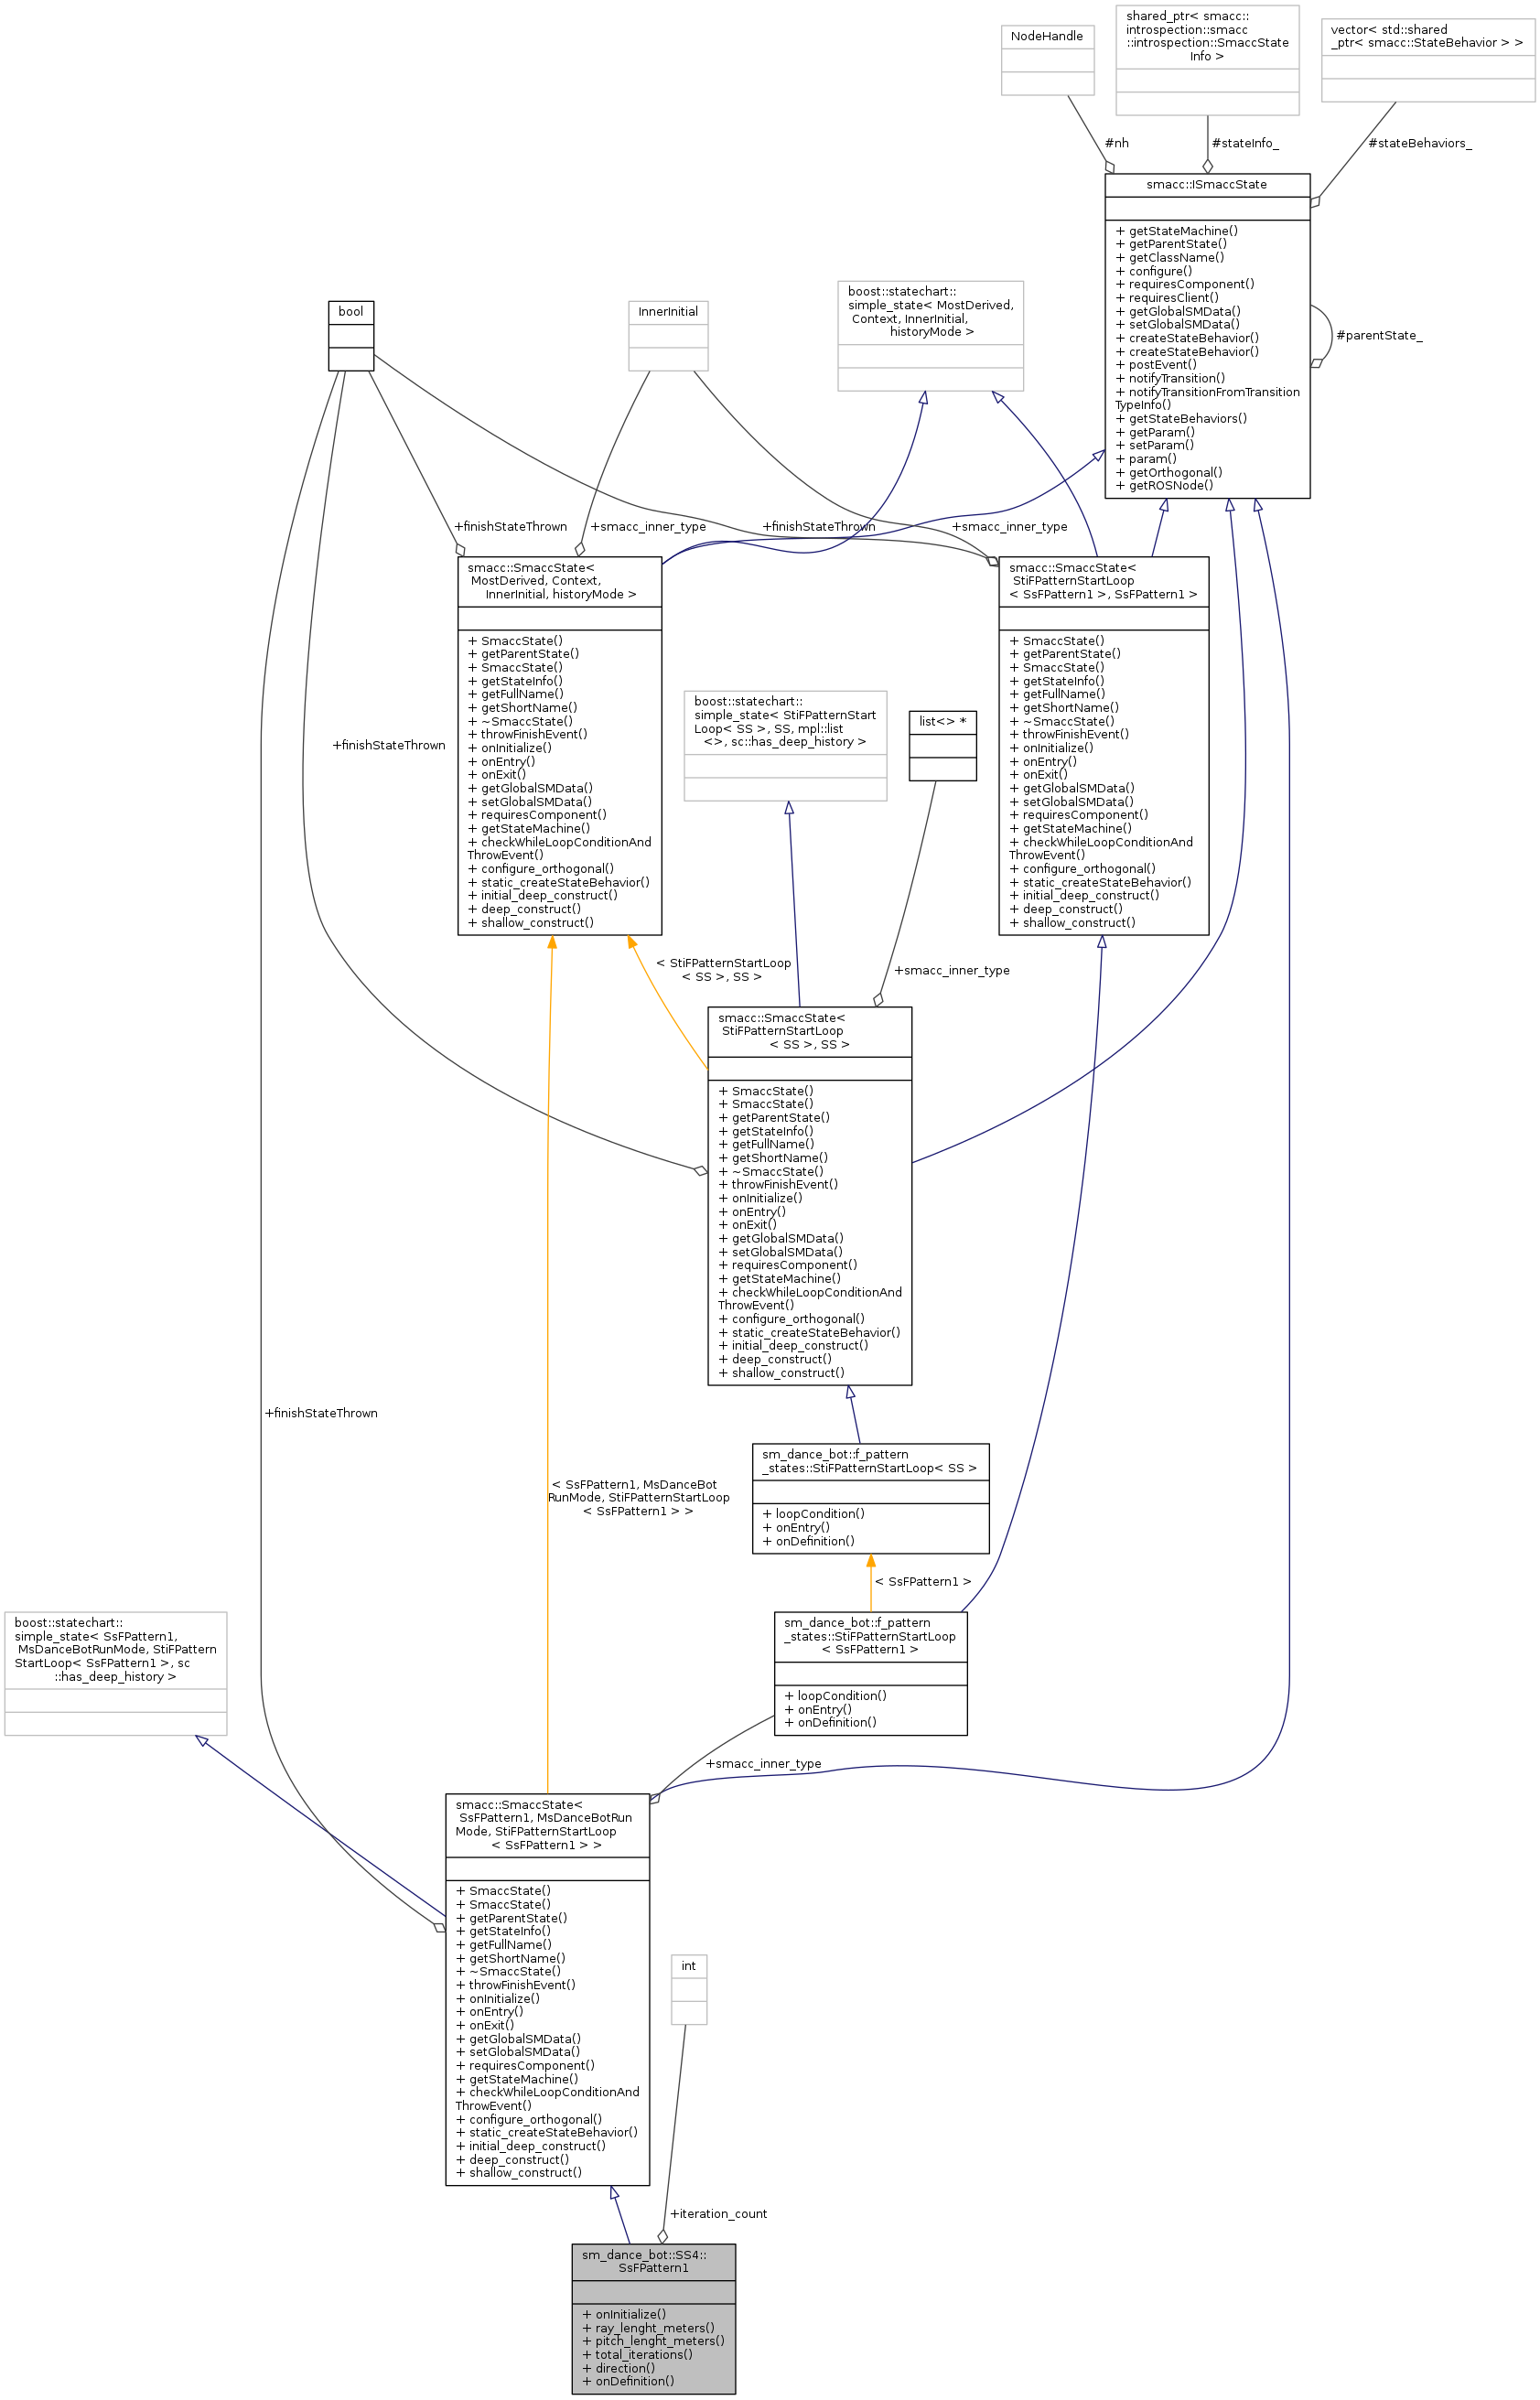 NodeHandle
shared_ptr< smacc::
introspection::smacc
::introspection::SmaccState
Info >
vector< std::shared
_ptr< smacc::StateBehavior > >
#nh
#stateInfo_
#stateBehaviors_
smacc::ISmaccState
+ getStateMachine()
+ getParentState()
+ getClassName()
+ configure()
+ requiresComponent()
+ requiresClient()
+ getGlobalSMData()
+ setGlobalSMData()
+ createStateBehavior()
+ createStateBehavior()
+ postEvent()
+ notifyTransition()
+ notifyTransitionFromTransition
TypeInfo()
+ getStateBehaviors()
+ getParam()
+ setParam()
+ param()
+ getOrthogonal()
+ getROSNode()
#parentState_
bool
InnerInitial
boost::statechart::
simple_state< MostDerived,
Context, InnerInitial,
historyMode >
+finishStateThrown
+smacc_inner_type
+finishStateThrown
+smacc_inner_type
smacc::SmaccState<
MostDerived, Context,
InnerInitial, historyMode >
+ SmaccState()
+ getParentState()
+ SmaccState()
+ getStateInfo()
+ getFullName()
+ getShortName()
+ ~SmaccState()
+ throwFinishEvent()
+ onInitialize()
+ onEntry()
+ onExit()
+ getGlobalSMData()
+ setGlobalSMData()
+ requiresComponent()
+ getStateMachine()
+ checkWhileLoopConditionAnd
ThrowEvent()
+ configure_orthogonal()
+ static_createStateBehavior()
+ initial_deep_construct()
+ deep_construct()
+ shallow_construct()
smacc::SmaccState<
StiFPatternStartLoop
< SsFPattern1 >, SsFPattern1 >
+ SmaccState()
+ getParentState()
+ SmaccState()
+ getStateInfo()
+ getFullName()
+ getShortName()
+ ~SmaccState()
+ throwFinishEvent()
+ onInitialize()
+ onEntry()
+ onExit()
+ getGlobalSMData()
+ setGlobalSMData()
+ requiresComponent()
+ getStateMachine()
+ checkWhileLoopConditionAnd
ThrowEvent()
+ configure_orthogonal()
+ static_createStateBehavior()
+ initial_deep_construct()
+ deep_construct()
+ shallow_construct()
+finishStateThrown
boost::statechart::
simple_state< StiFPatternStart
Loop< SS >, SS, mpl::list
<>, sc::has_deep_history >
list<> *
< StiFPatternStartLoop
< SS >, SS >
+smacc_inner_type
smacc::SmaccState<
StiFPatternStartLoop
< SS >, SS >
+ SmaccState()
+ SmaccState()
+ getParentState()
+ getStateInfo()
+ getFullName()
+ getShortName()
+ ~SmaccState()
+ throwFinishEvent()
+ onInitialize()
+ onEntry()
+ onExit()
+ getGlobalSMData()
+ setGlobalSMData()
+ requiresComponent()
+ getStateMachine()
+ checkWhileLoopConditionAnd
ThrowEvent()
+ configure_orthogonal()
+ static_createStateBehavior()
+ initial_deep_construct()
+ deep_construct()
+ shallow_construct()
+finishStateThrown
sm_dance_bot::f_pattern
_states::StiFPatternStartLoop< SS >
+ loopCondition()
+ onEntry()
+ onDefinition()
< SsFPattern1, MsDanceBot
RunMode, StiFPatternStartLoop
< SsFPattern1 > >
< SsFPattern1 >
boost::statechart::
simple_state< SsFPattern1,
MsDanceBotRunMode, StiFPattern
StartLoop< SsFPattern1 >, sc
::has_deep_history >
sm_dance_bot::f_pattern
_states::StiFPatternStartLoop
< SsFPattern1 >
+ loopCondition()
+ onEntry()
+ onDefinition()
+smacc_inner_type
smacc::SmaccState<
SsFPattern1, MsDanceBotRun
Mode, StiFPatternStartLoop
< SsFPattern1 > >
+ SmaccState()
+ SmaccState()
+ getParentState()
+ getStateInfo()
+ getFullName()
+ getShortName()
+ ~SmaccState()
+ throwFinishEvent()
+ onInitialize()
+ onEntry()
+ onExit()
+ getGlobalSMData()
+ setGlobalSMData()
+ requiresComponent()
+ getStateMachine()
+ checkWhileLoopConditionAnd
ThrowEvent()
+ configure_orthogonal()
+ static_createStateBehavior()
+ initial_deep_construct()
+ deep_construct()
+ shallow_construct()
int
+iteration_count
sm_dance_bot::SS4::
SsFPattern1
+ onInitialize()
+ ray_lenght_meters()
+ pitch_lenght_meters()
+ total_iterations()
+ direction()
+ onDefinition()